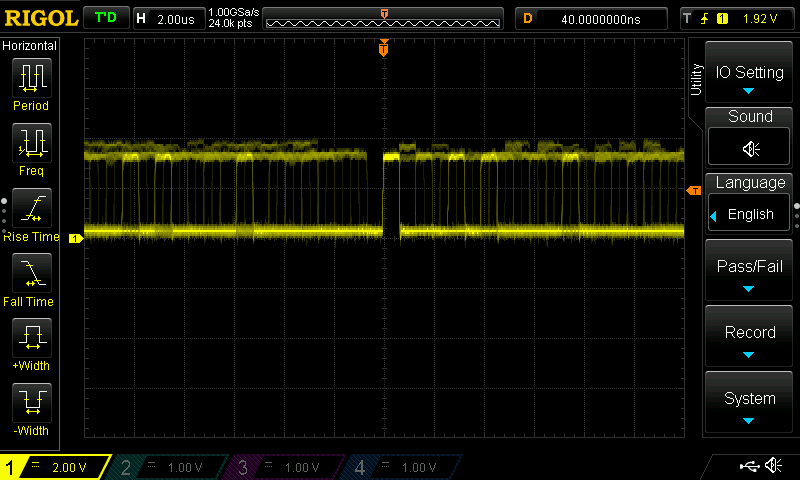 RIGOL
T'D
H 2.00us
1.00GSa/s
24.0k pts
T
D 40.0000000ns
T 1 1.92 V
Horizontal
Period
Freq
Rise Time
Fall Time
+Width
-Width
T
1
T
Utility
IO Setting
Sound
Language
English
Pass/Fail
Record
System
1 2.00 V
2 1.00 V
3 1.00 V
4 1.00 V